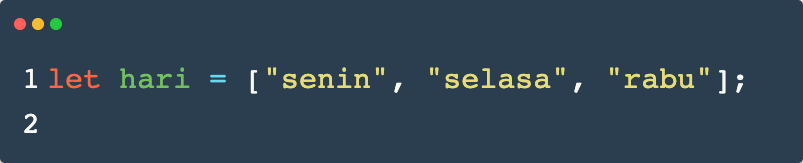 1 let hari = ["senin", "selasa", "rabu"];
2